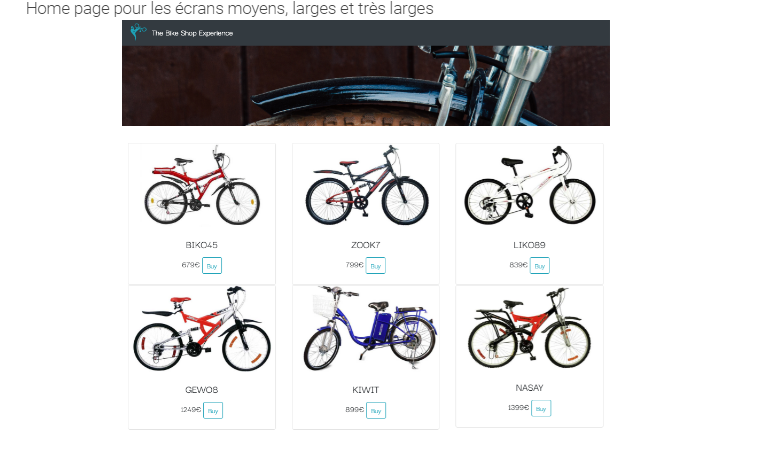 Home page pour les écrans moyens, larges et très larges
The Bike Shop Experience
BIKO45
679€ Buy
ZOOK7
799€ Buy
LIKO89
839€ Buy
GEWO8
1249€ Buy
KIWIT
899€ Buy
NASAY
1399€ Buy